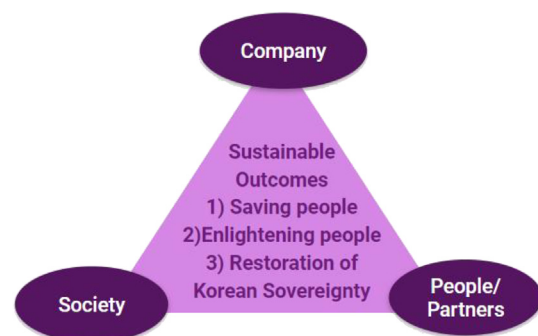 Company
Sustainable
Outcomes
1) Saving people
2)Enlightening people
3) Restoration of
Korean Sovereignty
Society
People/
Partners